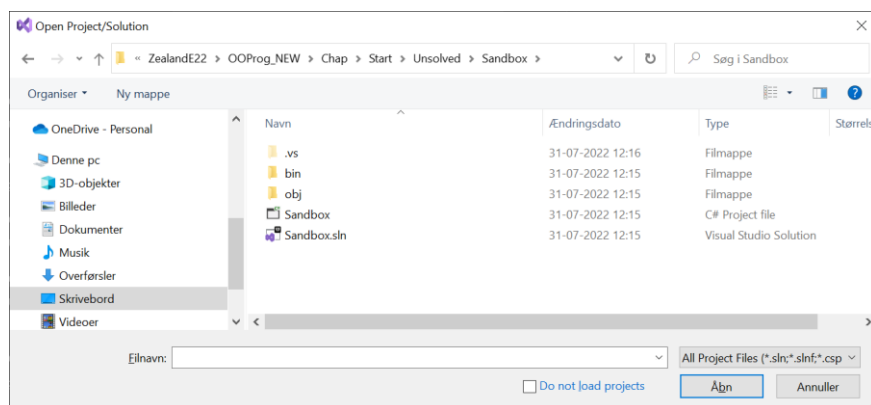 Open Project/Solution
« ZealandE22 > OOProg_NEW > Chap > Start > Unsolved > Sandbox >
Søg i Sandbox
Organiser
Ny mappe
OneDrive - Personal
Denne pc
3D-objekter
Billeder
Dokumenter
Musik
Overførsler
Skrivebord
Videoer
Navn Ændringsdato Type Størrels
.vs 31-07-2022 12:16 Filmappe
bin 31-07-2022 12:15 Filmappe
obj 31-07-2022 12:15 Filmappe
Sandbox 31-07-2022 12:15 C# Project file
Sandbox.sln 31-07-2022 12:15 Visual Studio Solution
Filnavn:
All Project Files (*.sln;*.slnf;*.csp
Do not load projects
Åbn
Annuller